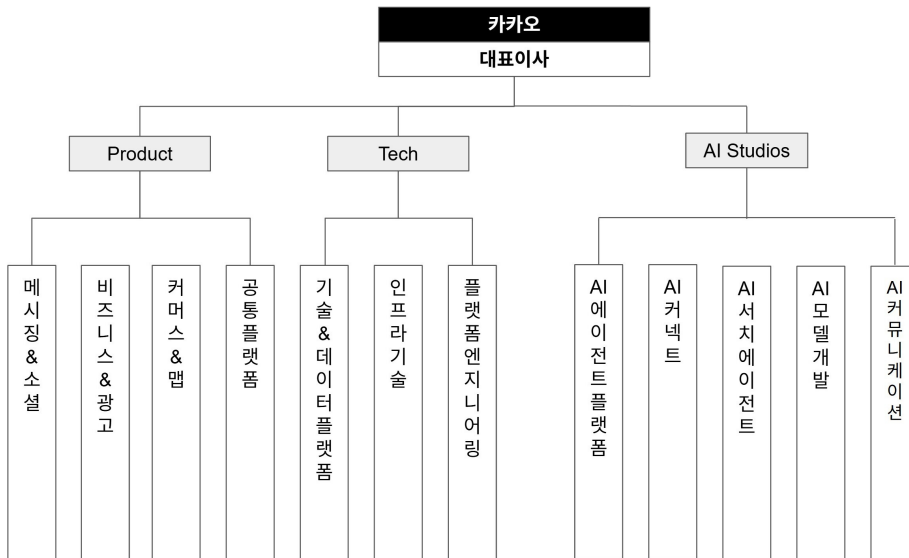 카카오
대표이사
Product
Tech
AI Studios
메시징&소셜
비즈니스&광고
커머스&맵
공통플랫폼
기술&데이터플랫폼
인프라기술
플랫폼엔지니어링
AI에이전트플랫폼
AI커넥트
AI서치에이전트
AI모델개발
AI커뮤니케이션